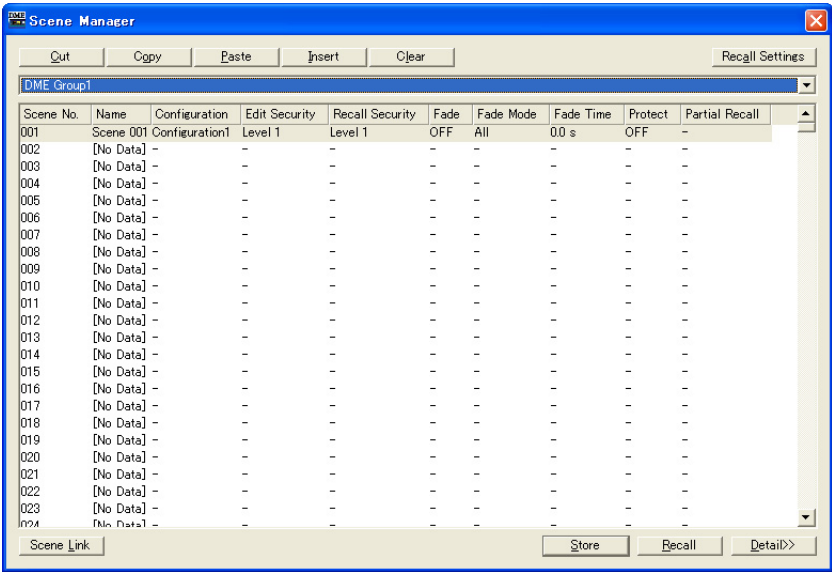 Scene Manager
Cut Copy Paste Insert Clear Recall Settings
DME Group1
Scene No. Name Configuration Edit Security Recall Security Fade Fade Mode Fade Time Protect Partial Recall
001 Scene 001 Configuration1 Level 1 Level 1 OFF All 0.0 s OFF -
002 [No Data] - - - - - - - -
003 [No Data] - - - - - - - -
004 [No Data] - - - - - - - -
005 [No Data] - - - - - - - -
006 [No Data] - - - - - - - -
007 [No Data] - - - - - - - -
008 [No Data] - - - - - - - -
009 [No Data] - - - - - - - -
010 [No Data] - - - - - - - -
011 [No Data] - - - - - - - -
012 [No Data] - - - - - - - -
013 [No Data] - - - - - - - -
014 [No Data] - - - - - - - -
015 [No Data] - - - - - - - -
016 [No Data] - - - - - - - -
017 [No Data] - - - - - - - -
018 [No Data] - - - - - - - -
019 [No Data] - - - - - - - -
020 [No Data] - - - - - - - -
021 [No Data] - - - - - - - -
022 [No Data] - - - - - - - -
023 [No Data] - - - - - - - -
024 [No Data] - - - - - - - -
Scene Link Store Recall Detail>>